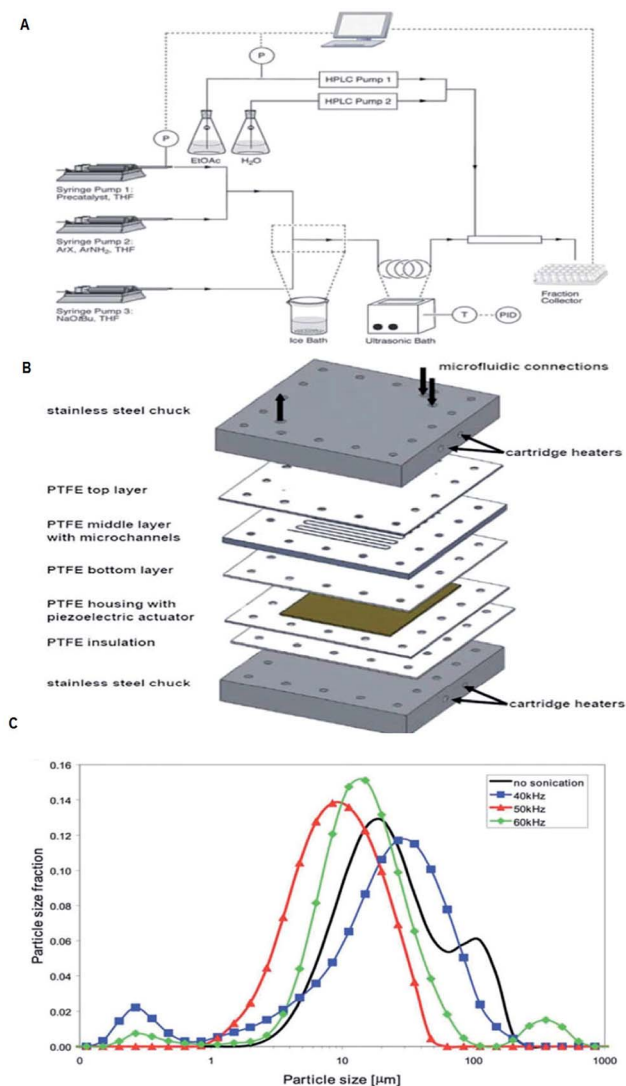 A
P
HPLC Pump 1
HPLC Pump 2
P
EtOAc
H₂O
Syringe Pump 1:
Precatalyst, THF
Syringe Pump 2:
ArX, ArNH₂, THF
Syringe Pump 3:
NaOtBu, THF
Ice Bath
Ultrasonic Bath
T
PID
Fraction
Collector
B
microfluidic connections
stainless steel chuck
cartridge heaters
PTFE top layer
PTFE middle layer
with microchannels
PTFE bottom layer
PTFE housing with
piezoelectric actuator
PTFE insulation
stainless steel chuck
cartridge heaters
C
0.16
0.14
0.12
0.10
0.08
0.06
0.04
0.02
0.00
Particle size fraction
no sonication
40kHz
50kHz
60kHz
0
1
10
100
1000
Particle size [µm]